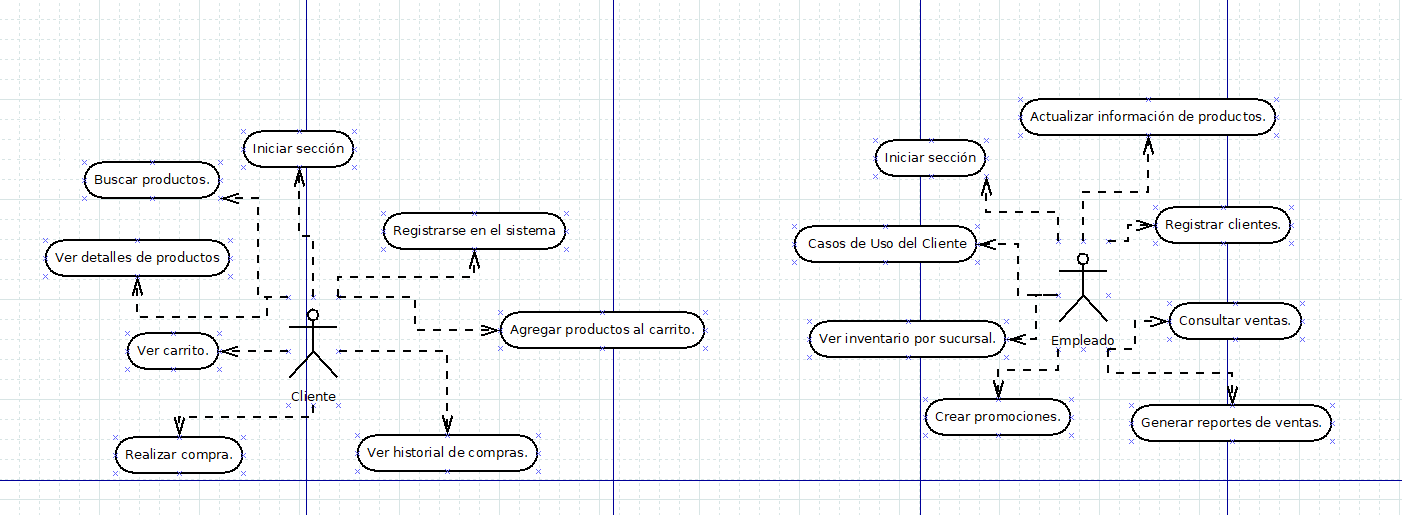 Iniciar sección
Buscar productos.
Registrarse en el sistema
Ver detalles de productos
Agregar productos al carrito.
Ver carrito.
Cliente
Realizar compra.
Ver historial de compras.
Actualizar información de productos.
Iniciar sección
Registrar clientes.
Casos de Uso del Cliente
Consultar ventas.
Ver inventario por sucursal.
Empleado
Crear promociones.
Generar reportes de ventas.